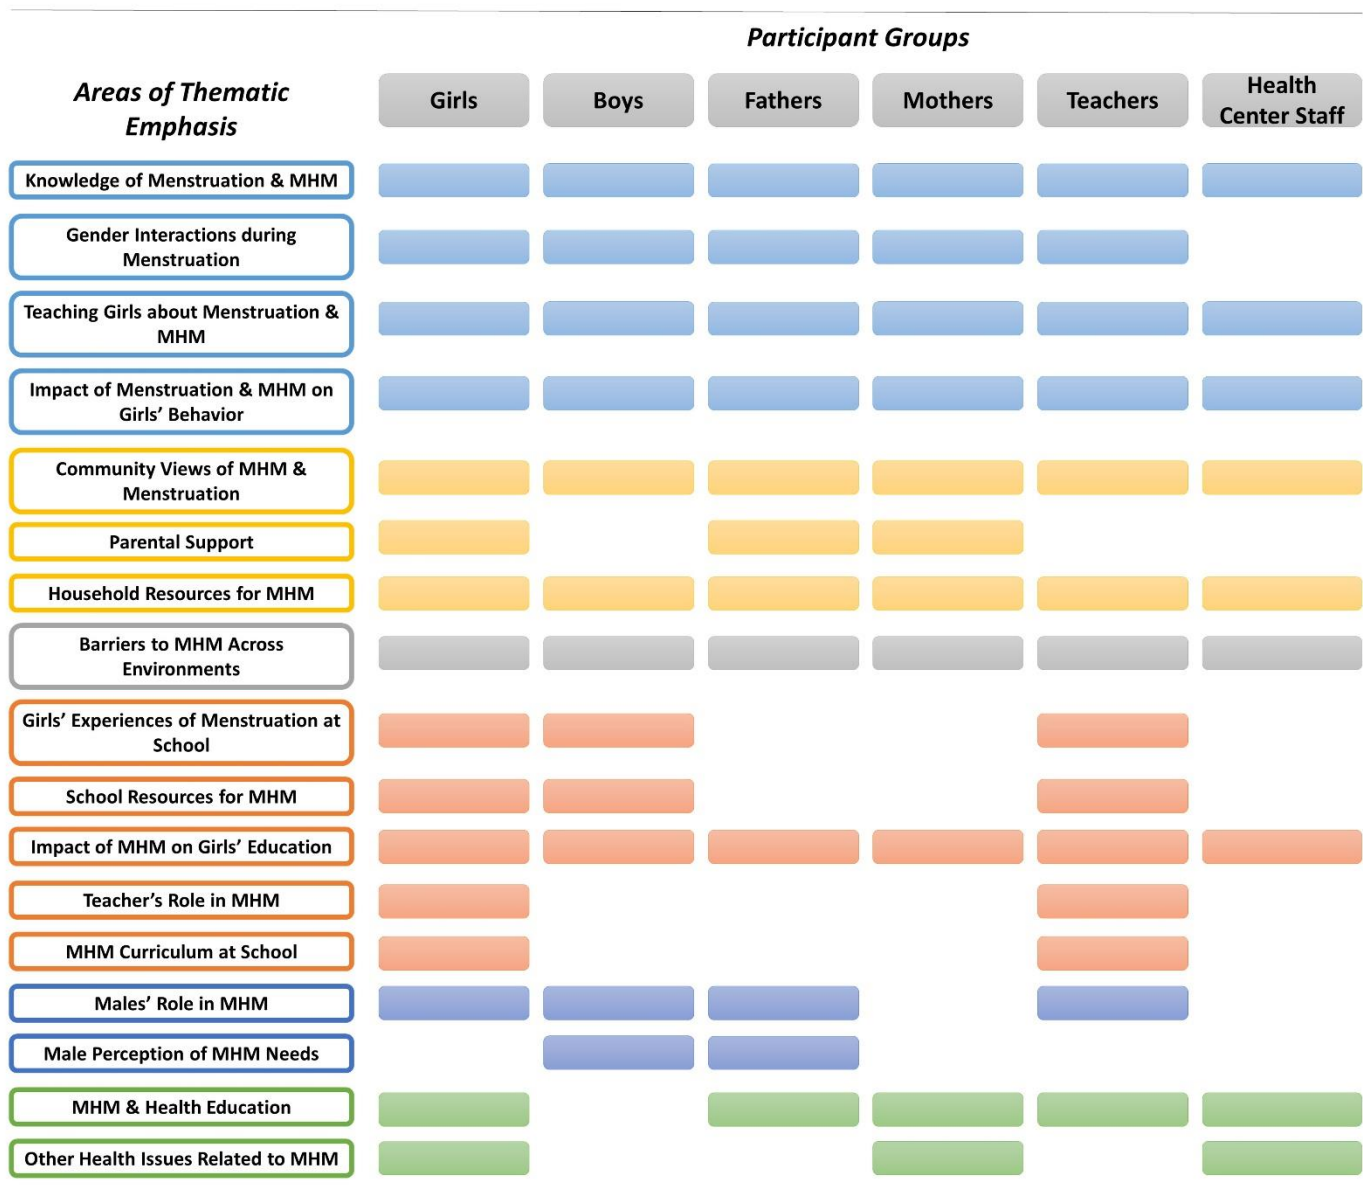 Participant Groups
Areas of Thematic
Emphasis
Girls
Boys
Fathers
Mothers
Teachers
Health
Center Staff
Knowledge of Menstruation & MHM
Gender Interactions during
Menstruation
Teaching Girls about Menstruation &
MHM
Impact of Menstruation & MHM on
Girls’ Behavior
Community Views of MHM &
Menstruation
Parental Support
Household Resources for MHM
Barriers to MHM Across
Environments
Girls’ Experiences of Menstruation at
School
School Resources for MHM
Impact of MHM on Girls’ Education
Teacher’s Role in MHM
MHM Curriculum at School
Males’ Role in MHM
Male Perception of MHM Needs
MHM & Health Education
Other Health Issues Related to MHM